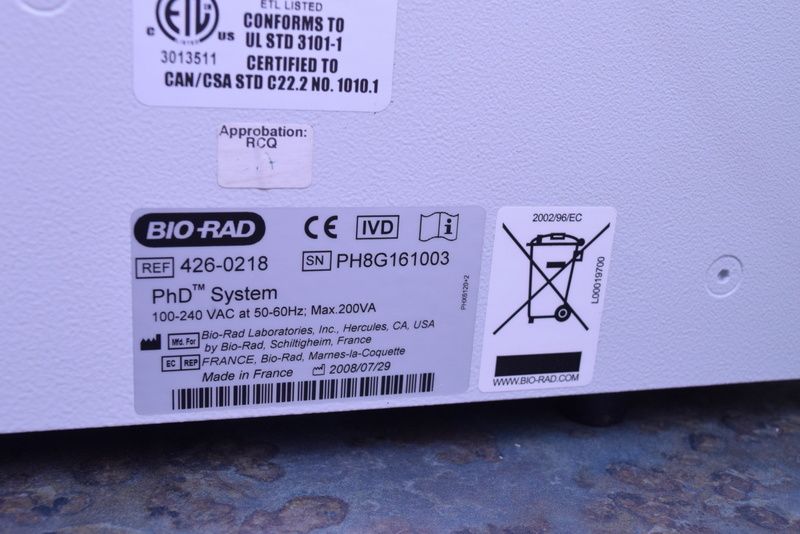 ETL LISTED
CONFORMS TO
UL STD 3101-1
CERTIFIED TO
CAN/CSA STD C22.2 NO. 1010.1
ETL
LISTED
c us
3013511
Approbation:
RCQ
BIO-RAD CE IVD i
REF 426-0218 SN PH8G161003
PhD™ System
100-240 VAC at 50-60Hz; Max.200VA
Mfd. For Bio-Rad Laboratories, Inc., Hercules, CA, USA
by Bio-Rad, Schiltigheim, France
EC REP FRANCE, Bio-Rad, Marnes-la-Coquette
Made in France 2008/07/29
2002/96/EC
L00019700
WWW.BIO-RAD.COM